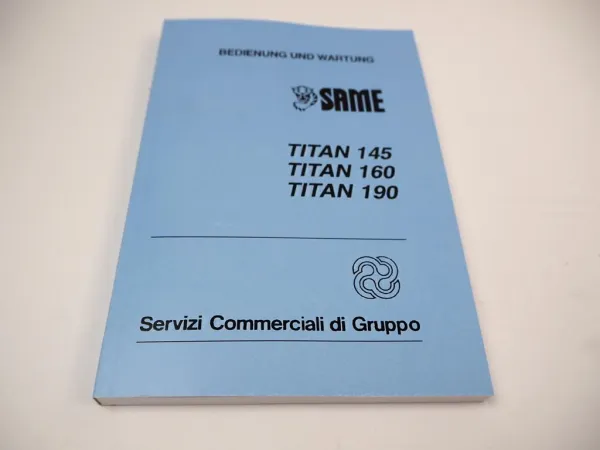 BEDIENUNG UND WARTUNG
SAME
TITAN 145
TITAN 160
TITAN 190
Servizi Commerciali di Gruppo